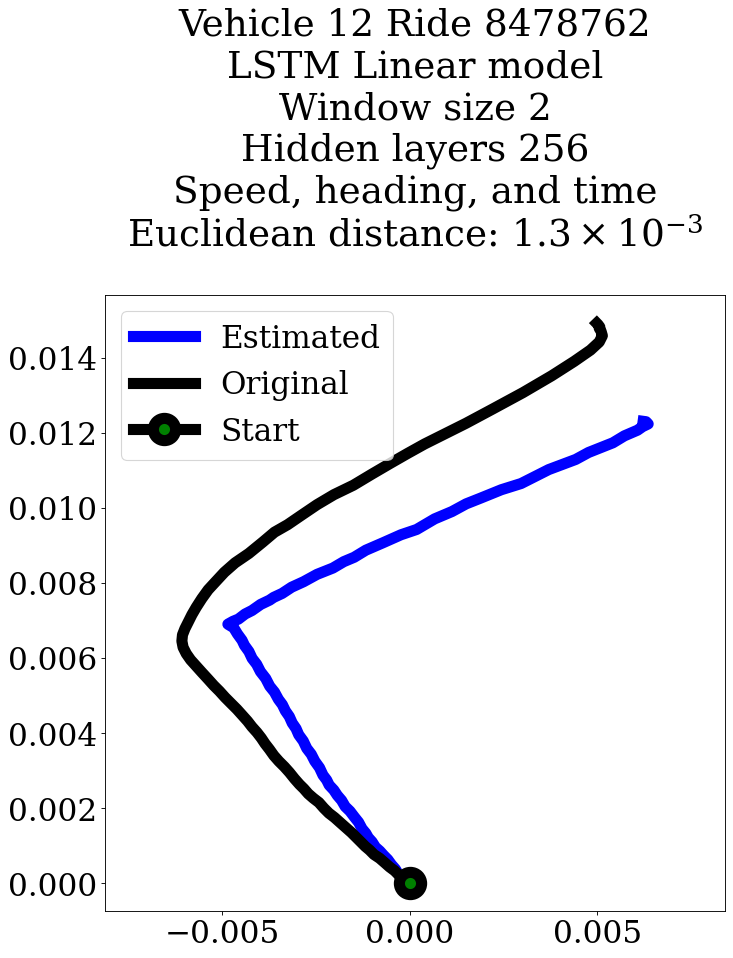 Vehicle 12 Ride 8478762
LSTM Linear model
Window size 2
Hidden layers 256
Speed, heading, and time
Euclidean distance: 1.3 × 10⁻³
Estimated
Original
Start
0.014
0.012
0.010
0.008
0.006
0.004
0.002
0.000
−0.005 0.000 0.005